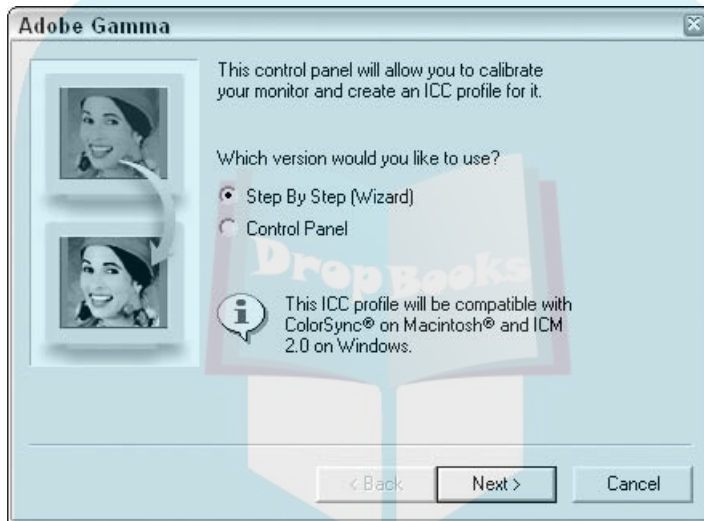 Adobe Gamma
This control panel will allow you to calibrate
your monitor and create an ICC profile for it.
Which version would you like to use?
Step By Step (Wizard)
Control Panel
DropBooks
This ICC profile will be compatible with
ColorSync® on Macintosh® and ICM
2.0 on Windows.
< Back
Next >
Cancel